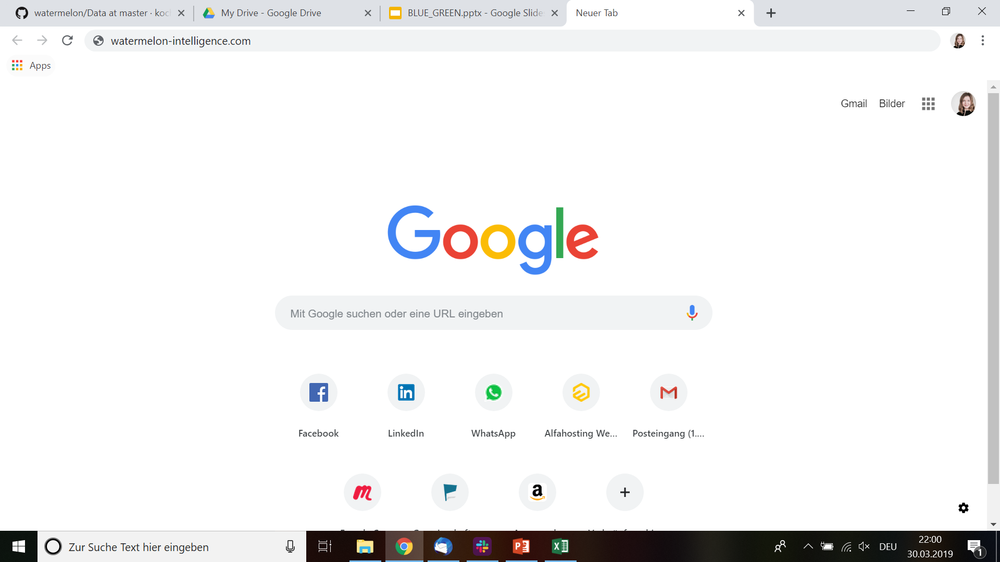 watermelon/Data at master · koc
My Drive - Google Drive
BLUE_GREEN.pptx - Google Slide
Neuer Tab
watermelon-intelligence.com
Apps
Gmail Bilder
Google
Mit Google suchen oder eine URL eingeben
Facebook
LinkedIn
WhatsApp
Alfahosting We...
Posteingang (1....
Zur Suche Text hier eingeben
DEU
22:00
30.03.2019
1